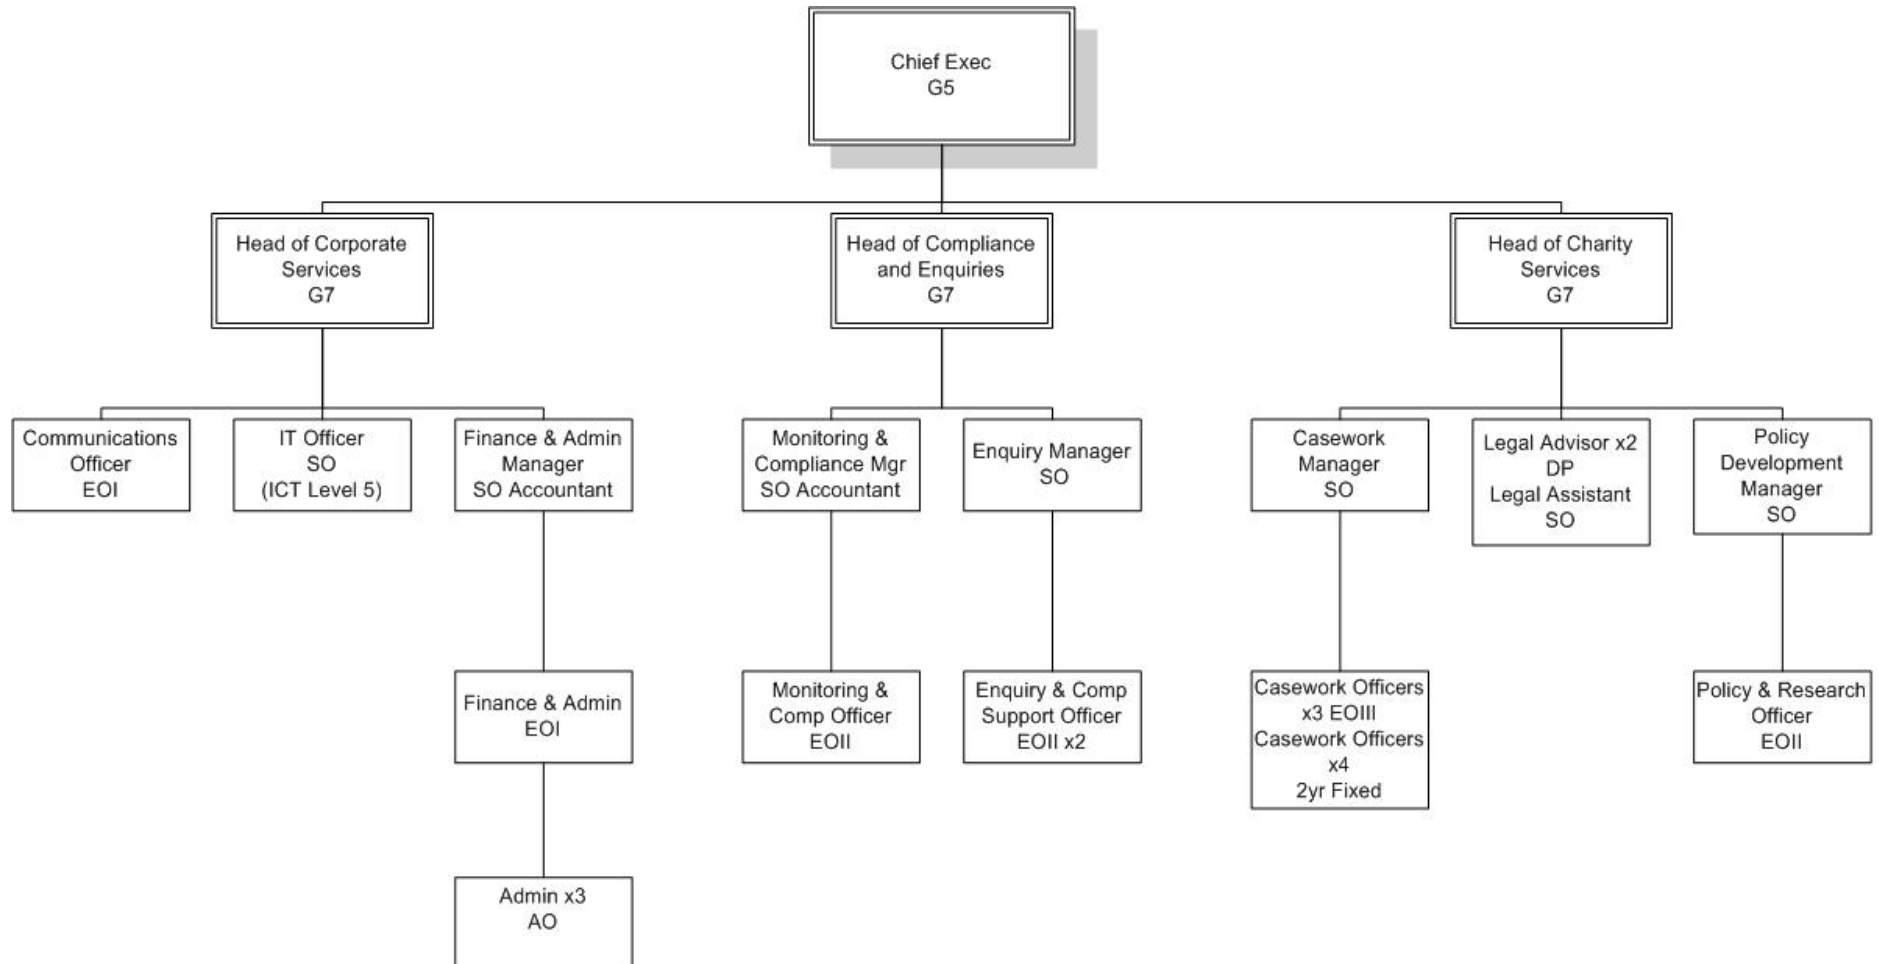 Chief Exec
G5
Head of Corporate
Services
G7
Head of Compliance
and Enquiries
G7
Head of Charity
Services
G7
Communications
Officer
EOI
IT Officer
SO
(ICT Level 5)
Finance & Admin
Manager
SO Accountant
Monitoring &
Compliance Mgr
SO Accountant
Enquiry Manager
SO
Casework
Manager
SO
Legal Advisor x2
DP
Legal Assistant
SO
Policy
Development
Manager
SO
Finance & Admin
EOI
Monitoring &
Comp Officer
EOII
Enquiry & Comp
Support Officer
EOII x2
Casework Officers
x3 EOIII
Casework Officers
x4
2yr Fixed
Policy & Research
Officer
EOII
Admin x3
AO